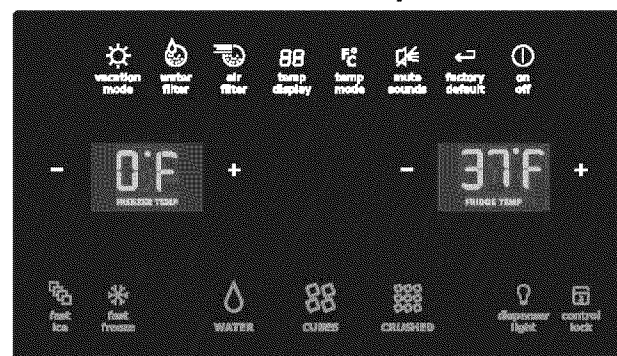 vacation mode
water filter
air filter
88 temp display
F° C temp mode
mute sounds
factory default
on off
- 0°F +
FREEZER TEMP
- 37°F +
FRIDGE TEMP
fast ice
fast freeze
WATER
CUBES
CRUSHED
dispenser light
control lock